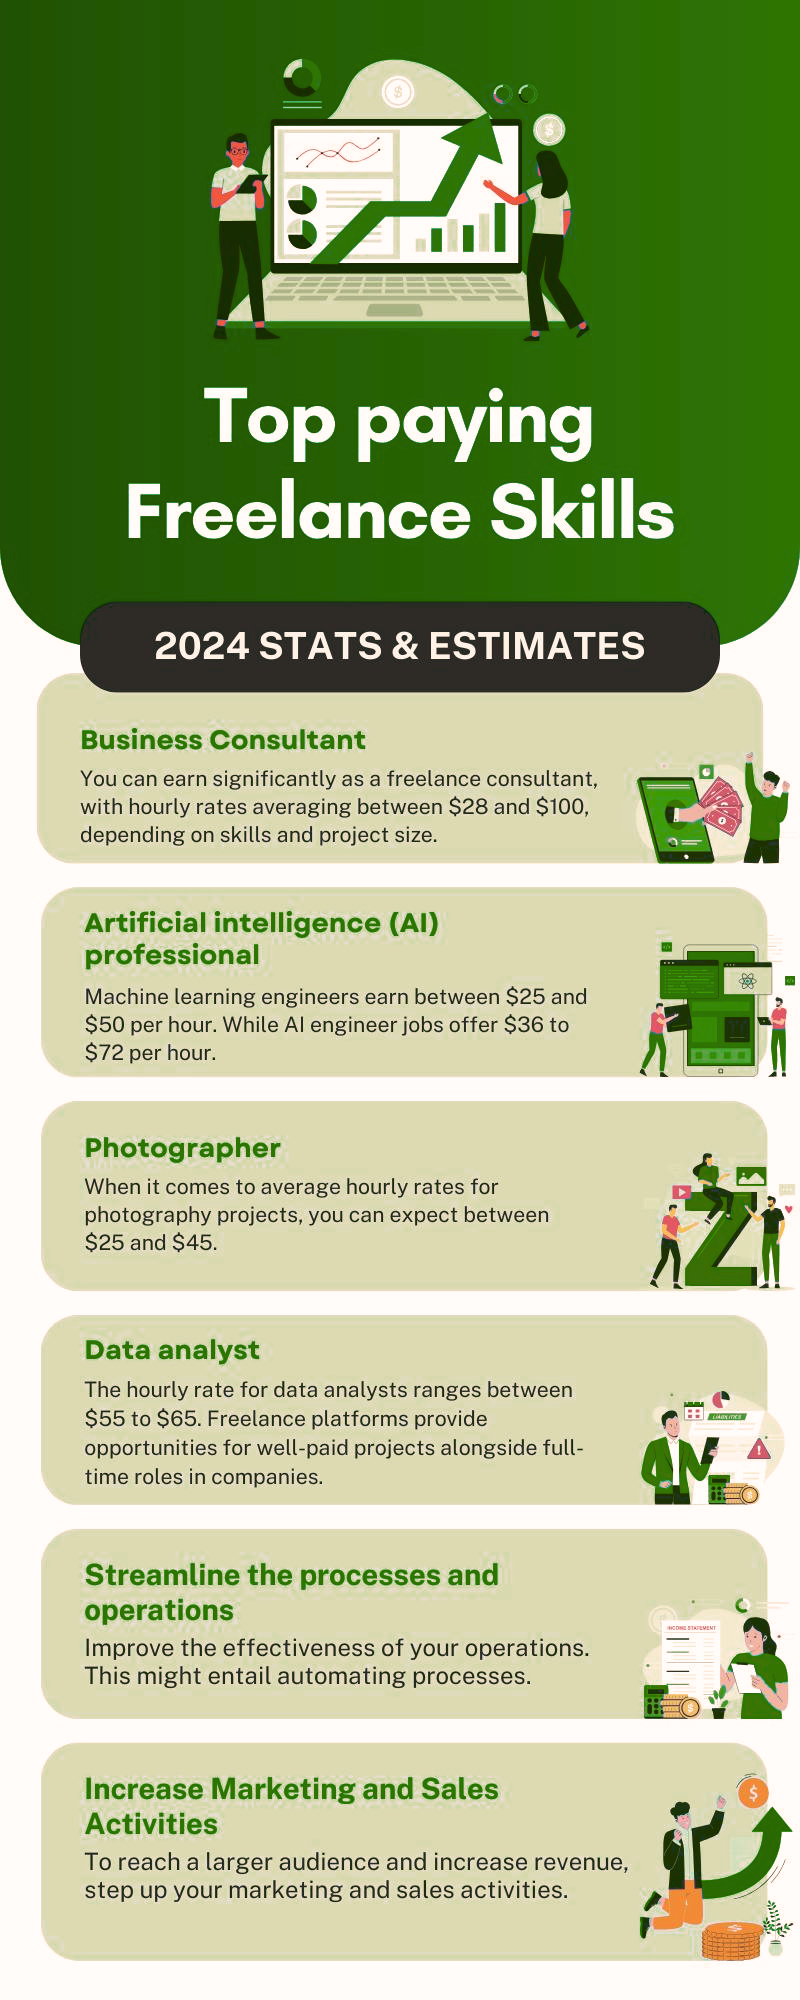 Top paying
Freelance Skills
2024 STATS & ESTIMATES
Business Consultant
You can earn significantly as a freelance consultant,
with hourly rates averaging between $28 and $100,
depending on skills and project size.
Artificial intelligence (AI)
professional
Machine learning engineers earn between $25 and
$50 per hour. While AI engineer jobs offer $36 to
$72 per hour.
Photographer
When it comes to average hourly rates for
photography projects, you can expect between
$25 and $45.
Data analyst
The hourly rate for data analysts ranges between
$55 to $65. Freelance platforms provide
opportunities for well-paid projects alongside full-
time roles in companies.
LIABILITIES
Streamline the processes and
operations
Improve the effectiveness of your operations.
This might entail automating processes.
INCOME STATEMENT
Increase Marketing and Sales
Activities
To reach a larger audience and increase revenue,
step up your marketing and sales activities.